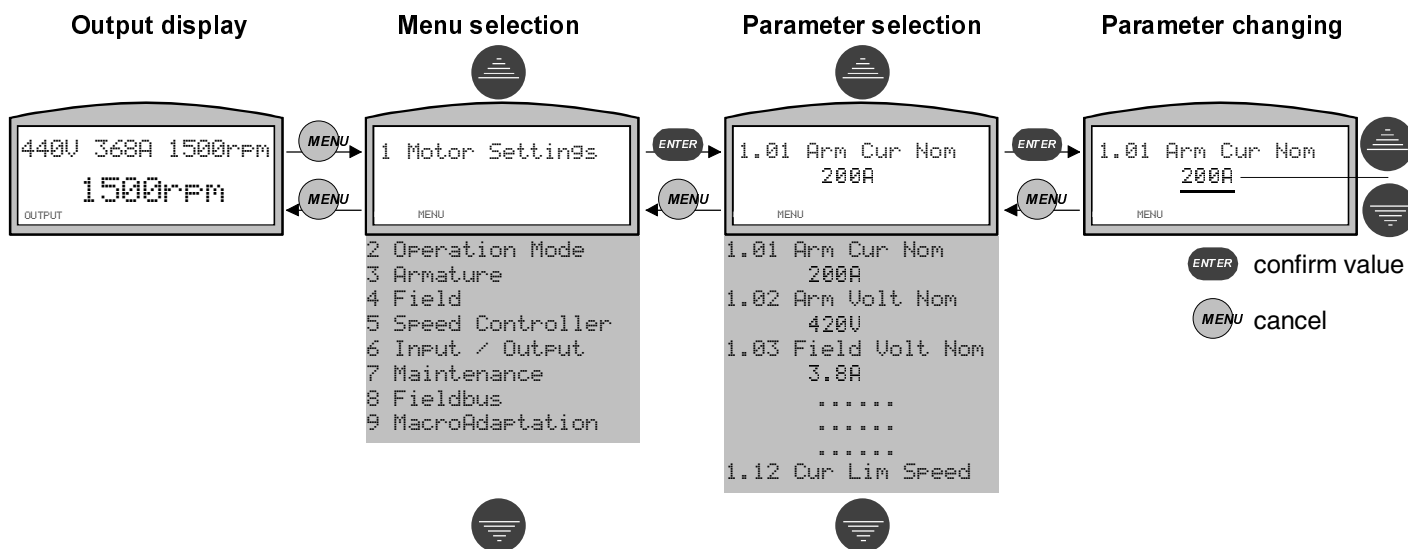 Output display
Menu selection
Parameter selection
Parameter changing
440V 368A 1500rpm
1500rpm
OUTPUT
MENU
MENU
1 Motor Settings
MENU
2 Operation Mode
3 Armature
4 Field
5 Speed Controller
6 Input / Output
7 Maintenance
8 Fieldbus
9 MacroAdaptation
ENTER
MENU
1.01 Arm Cur Nom
200A
MENU
1.01 Arm Cur Nom
200A
1.02 Arm Volt Nom
420V
1.03 Field Volt Nom
3.8A
......
......
......
1.12 Cur Lim Speed
ENTER
MENU
1.01 Arm Cur Nom
200A
MENU
ENTER confirm value
MENU cancel